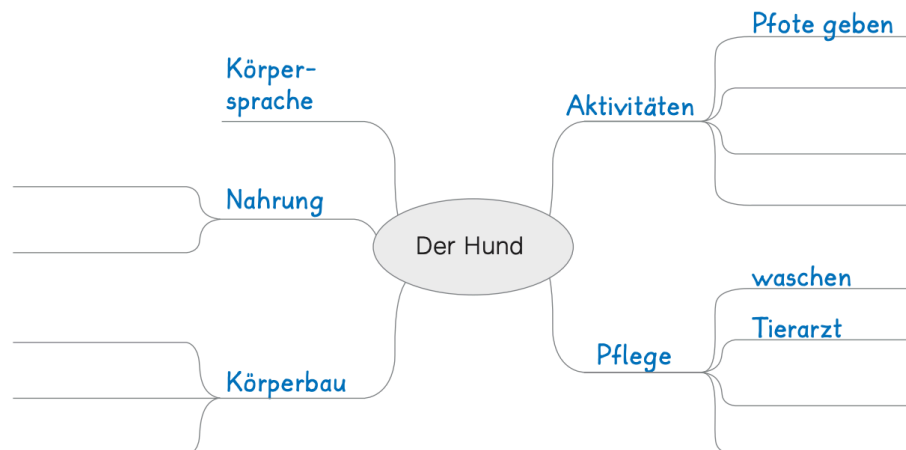 Pfote geben
Körper-
sprache
Aktivitäten
Nahrung
Der Hund
waschen
Tierarzt
Pflege
Körperbau